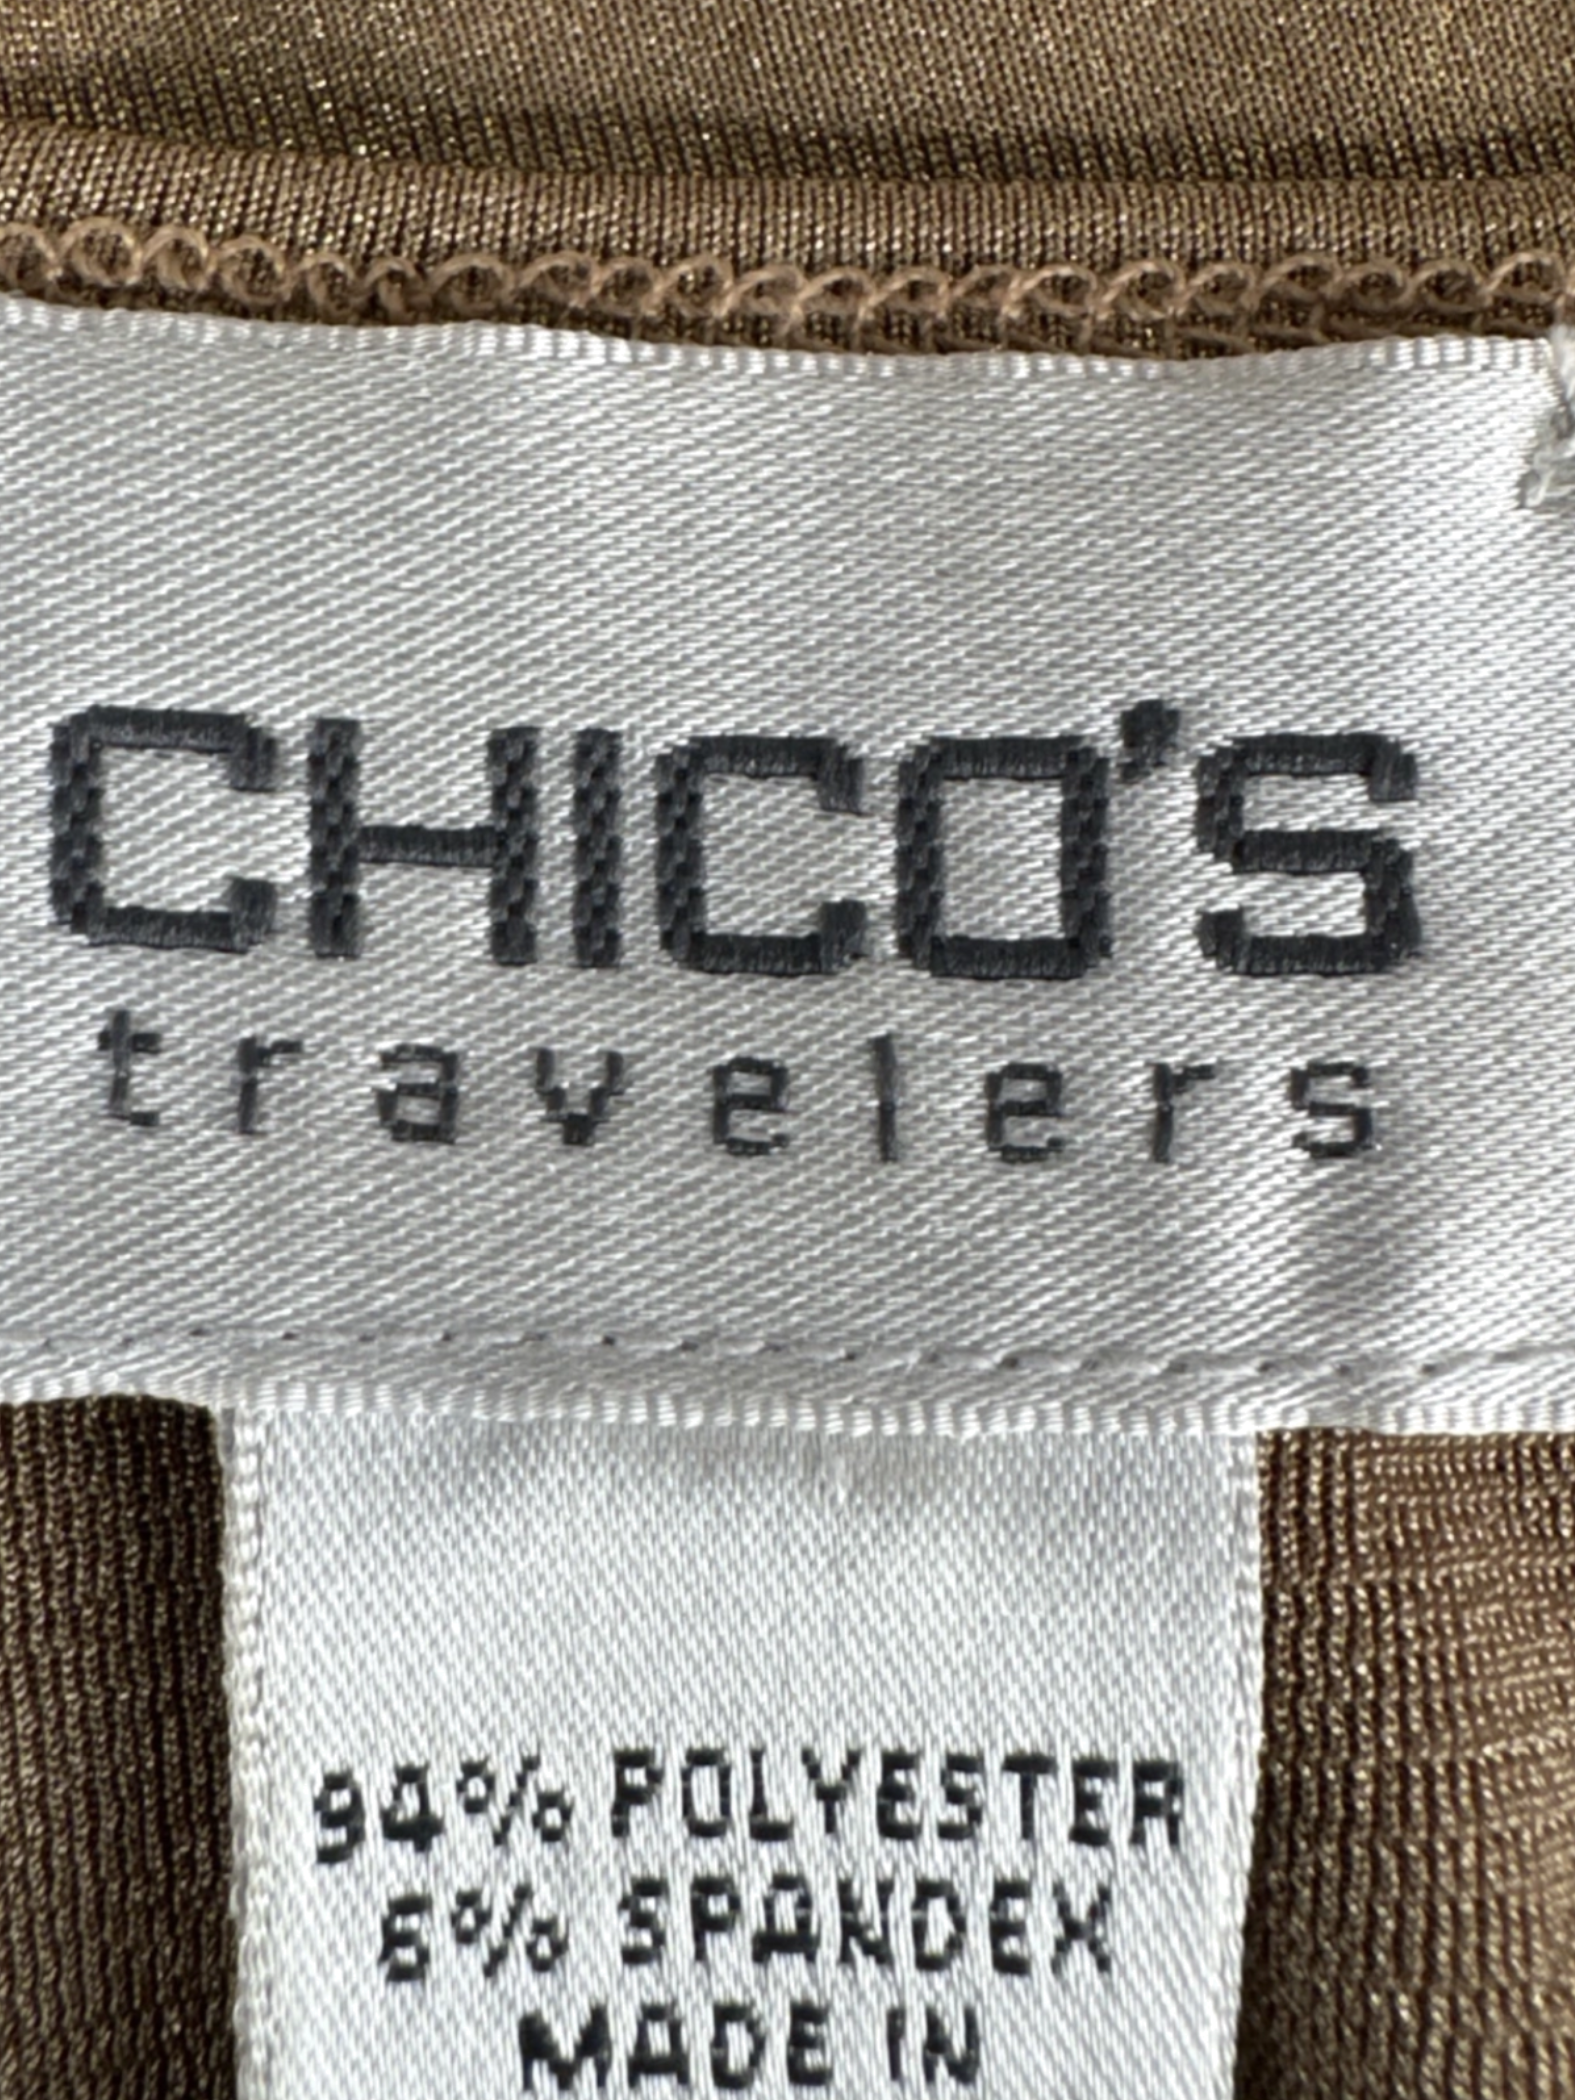 CHICO'S
travelers
94% POLYESTER
6% SPANDEX
MADE IN